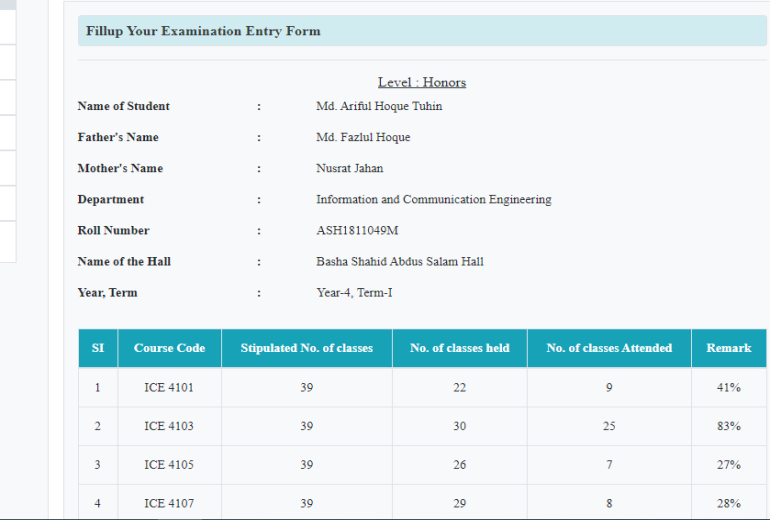 Fillup Your Examination Entry Form
Level : Honors
Name of Student : Md. Ariful Hoque Tuhin
Father's Name : Md. Fazlul Hoque
Mother's Name : Nusrat Jahan
Department : Information and Communication Engineering
Roll Number : ASH1811049M
Name of the Hall : Basha Shahid Abdus Salam Hall
Year, Term : Year-4, Term-I
SI Course Code Stipulated No. of classes No. of classes held No. of classes Attended Remark
1 ICE 4101 39 22 9 41%
2 ICE 4103 39 30 25 83%
3 ICE 4105 39 26 7 27%
4 ICE 4107 39 29 8 28%